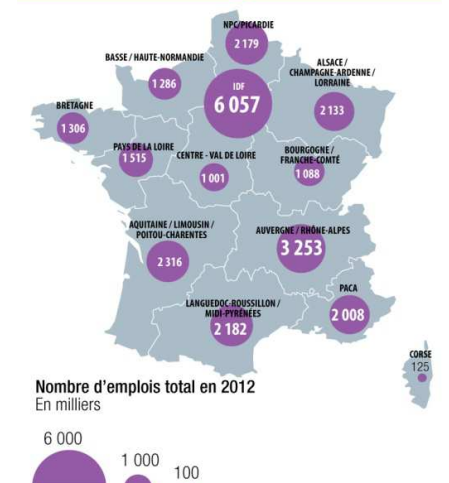 NPC/PICARDIE
2 179
BASSE / HAUTE-NORMANDIE
1 286
IDF
6 057
ALSACE /
CHAMPAGNE-ARDENNE /
LORRAINE
2 133
BRETAGNE
1 306
PAYS DE LA LOIRE
1 515
CENTRE - VAL DE LOIRE
1 001
BOURGOGNE /
FRANCHE-COMTÉ
1 088
AQUITAINE / LIMOUSIN /
POITOU-CHARENTES
2 316
AUVERGNE / RHÔNE-ALPES
3 253
LANGUEDOC-ROUSSILLON /
MIDI-PYRÉNÉES
2 182
PACA
2 008
CORSE
125
Nombre d'emplois total en 2012
En milliers
6 000
1 000
100